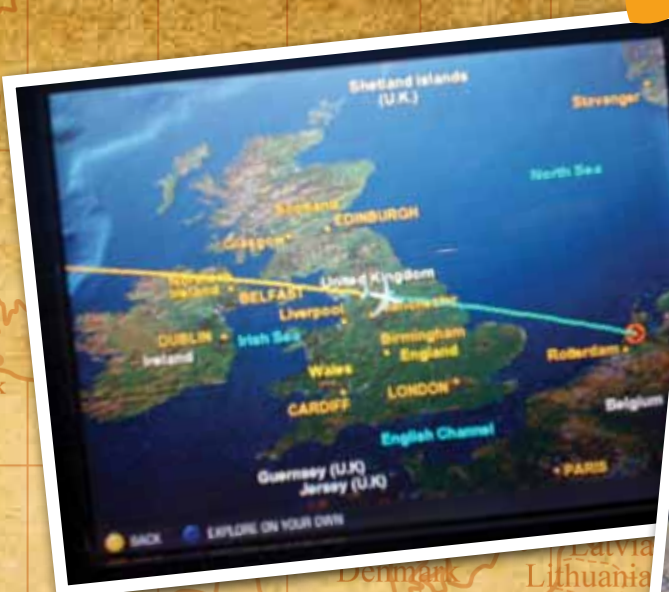 Shetland Islands
(U.K.)
Stavanger
North Sea
Scotland
EDINBURGH
Glasgow
Northern
Ireland
BELFAST
United Kingdom
Manchester
Liverpool
DUBLIN
Irish Sea
Ireland
Birmingham
England
Rotterdam
Wales
LONDON
CARDIFF
Belgium
English Channel
Guernsey (U.K)
Jersey (U.K)
PARIS
BACK
EXPLORE ON YOUR OWN
Denmark
Latvia
Lithuania